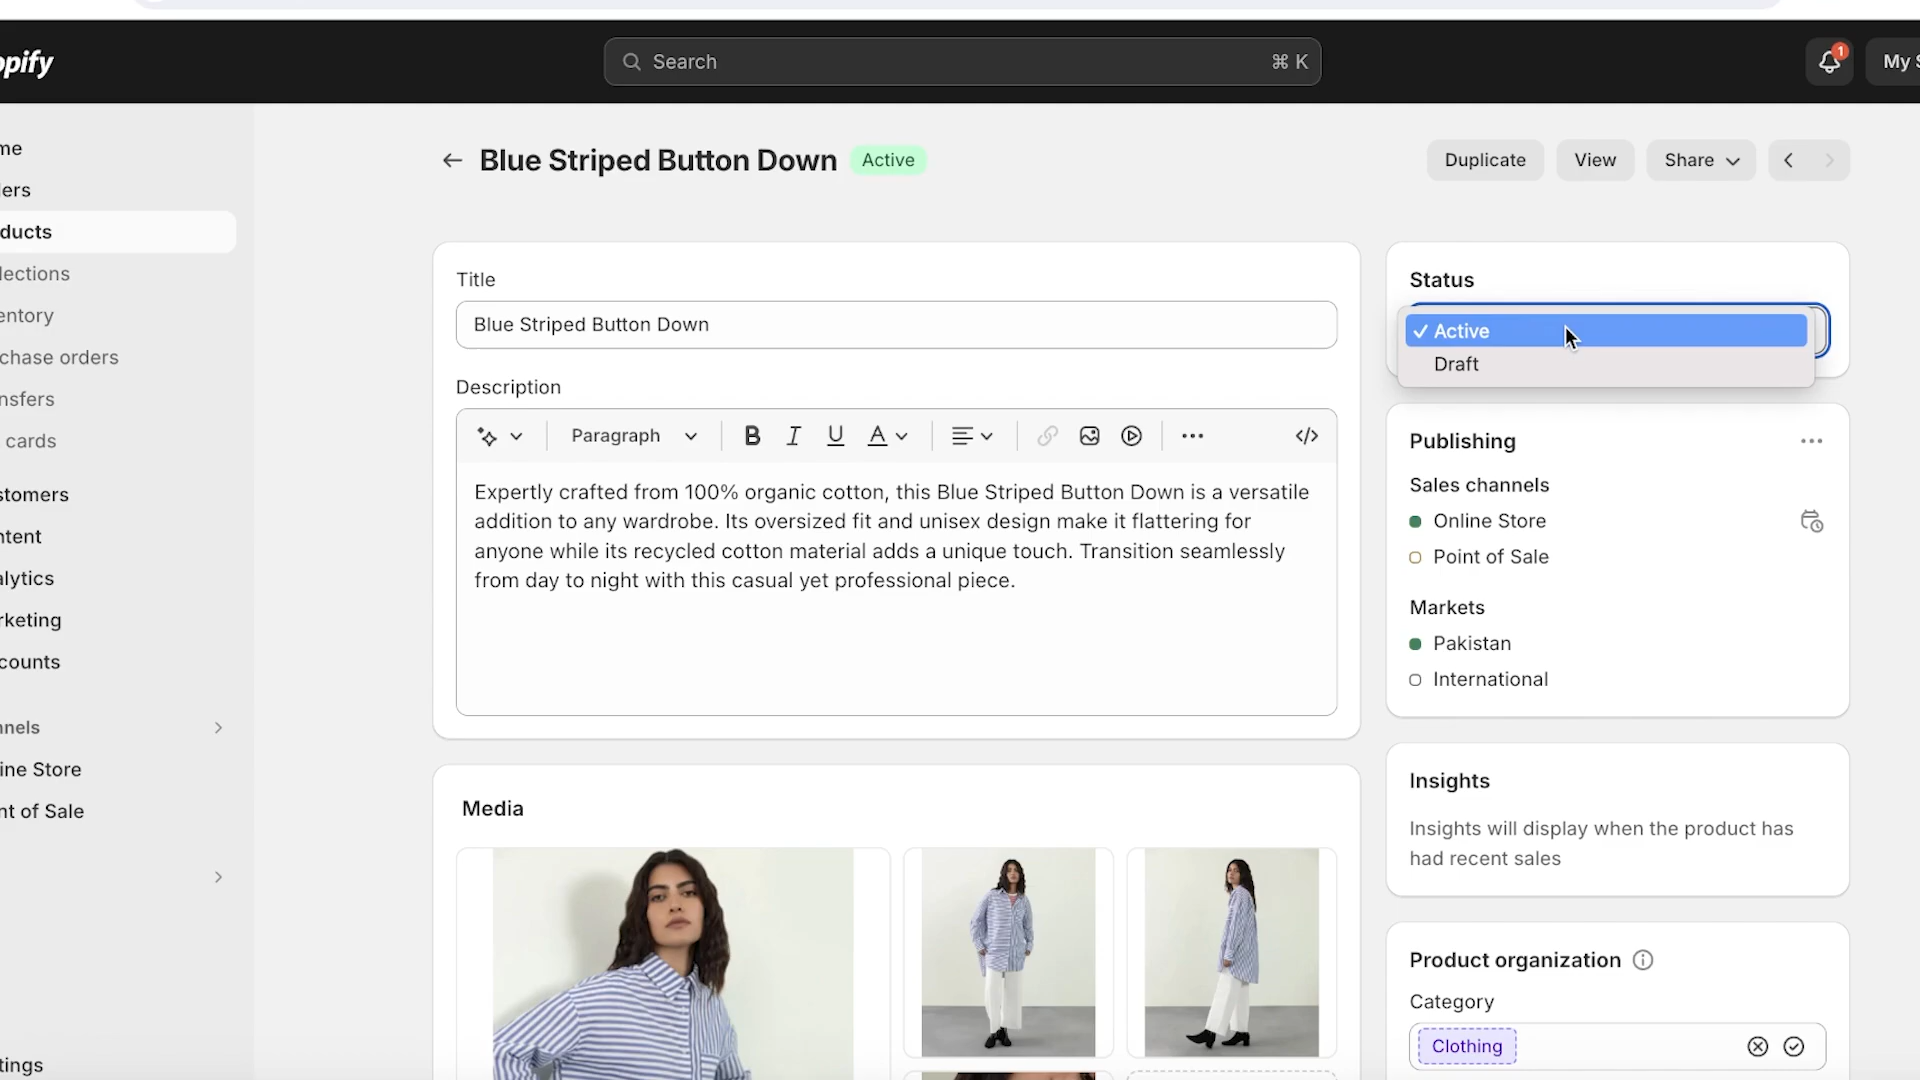 opify
Search
⌘ K
1
My S
me
ers
ducts
lections
entory
chase orders
nsfers
cards
stomers
ntent
alytics
rketing
counts
nnels
ine Store
nt of Sale
tings
Blue Striped Button Down
Active
Duplicate
View
Share
Title
Blue Striped Button Down
Description
Paragraph
B
I
U
A
Expertly crafted from 100% organic cotton, this Blue Striped Button Down is a versatile
addition to any wardrobe. Its oversized fit and unisex design make it flattering for
anyone while its recycled cotton material adds a unique touch. Transition seamlessly
from day to night with this casual yet professional piece.
Media
Status
Active
Draft
Publishing
Sales channels
Online Store
Point of Sale
Markets
Pakistan
International
Insights
Insights will display when the product has
had recent sales
Product organization
Category
Clothing